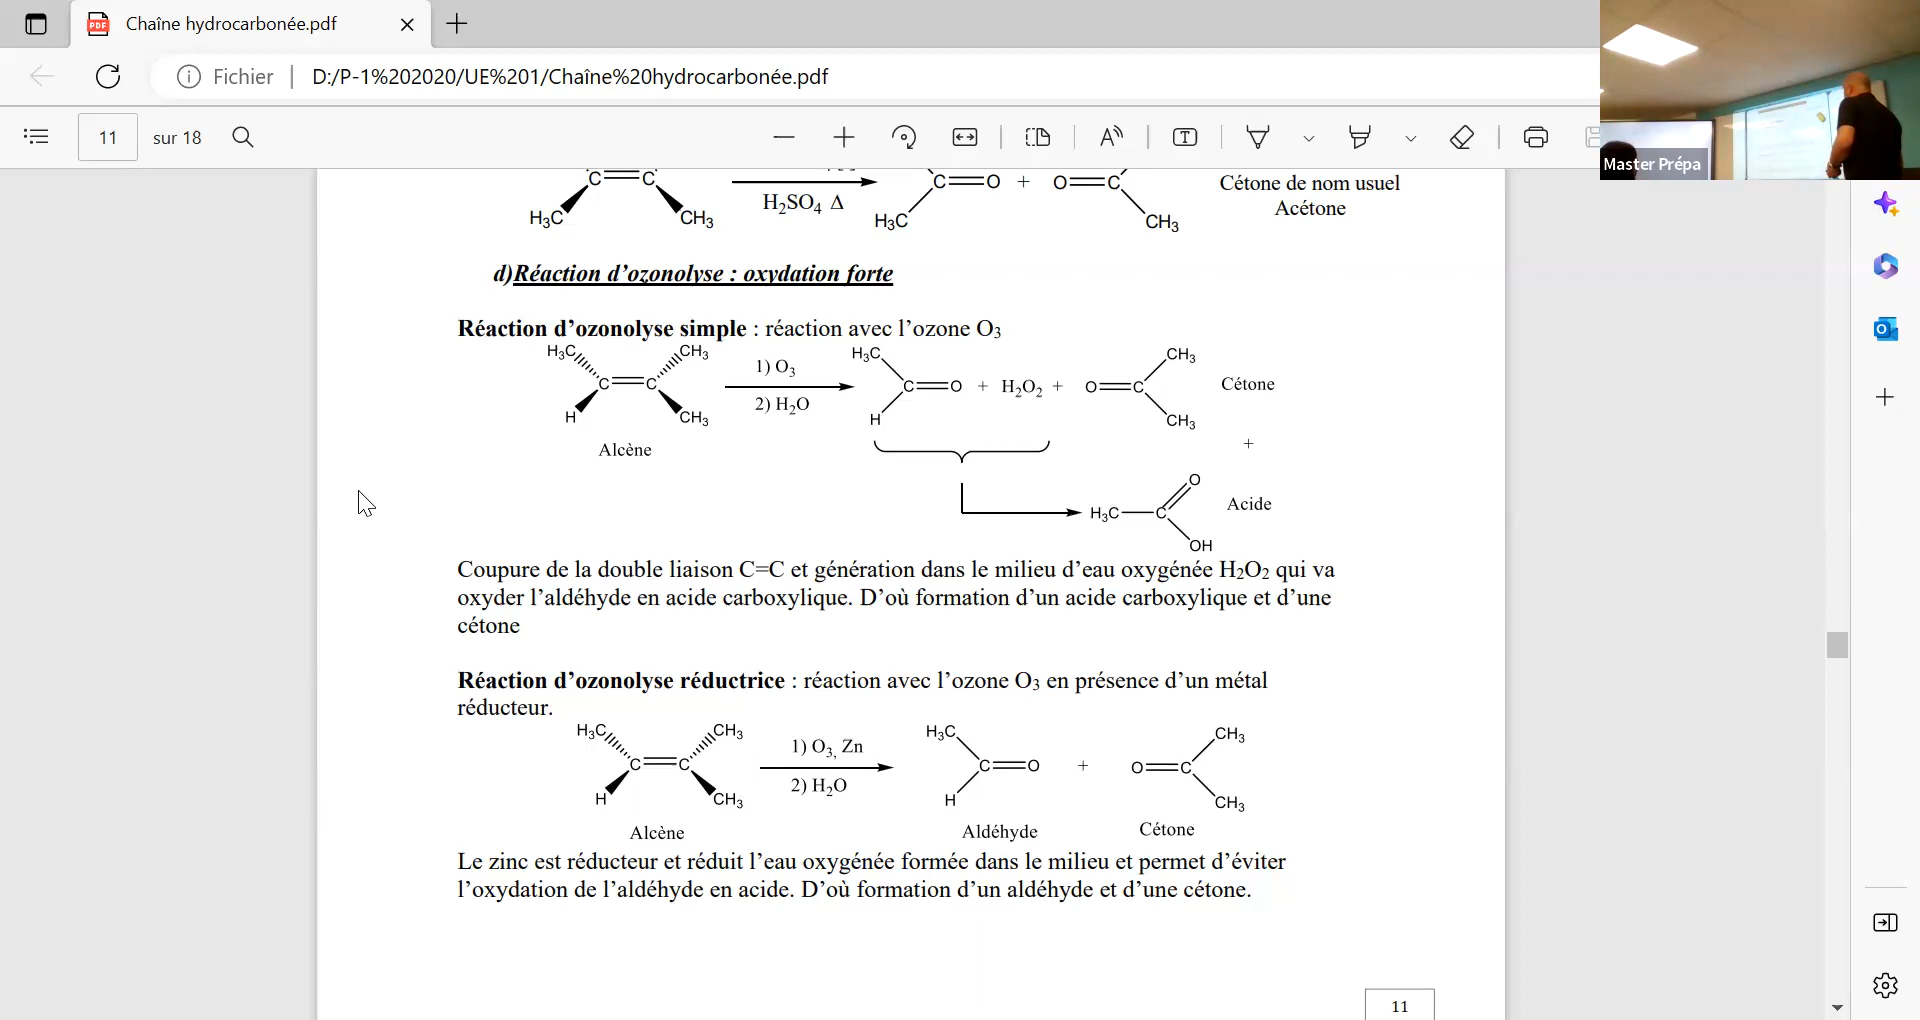 Chaîne hydrocarbonée.pdf
Fichier | D:/P-1%202020/UE%201/Chaîne%20hydrocarbonée.pdf
11 sur 18
Master Prépa
C C H₂SO₄ Δ C O + O C Cétone de nom usuel
H₃C CH₃ H₃C CH₃ Acétone
d)Réaction d’ozonolyse : oxydation forte
Réaction d’ozonolyse simple : réaction avec l’ozone O₃
H₃C CH₃ 1) O₃ H₃C CH₃
C C C O + H₂O₂ + O C Cétone
H CH₃ 2) H₂O H CH₃
Alcène +
O
H₃C C Acide
OH
Coupure de la double liaison C=C et génération dans le milieu d’eau oxygénée H₂O₂ qui va
oxyder l’aldéhyde en acide carboxylique. D’où formation d’un acide carboxylique et d’une
cétone
Réaction d’ozonolyse réductrice : réaction avec l’ozone O₃ en présence d’un métal
réducteur.
H₃C CH₃ 1) O₃, Zn H₃C CH₃
C C C O + O C
H CH₃ 2) H₂O H CH₃
Alcène Aldéhyde Cétone
Le zinc est réducteur et réduit l’eau oxygénée formée dans le milieu et permet d’éviter
l’oxydation de l’aldéhyde en acide. D’où formation d’un aldéhyde et d’une cétone.
11